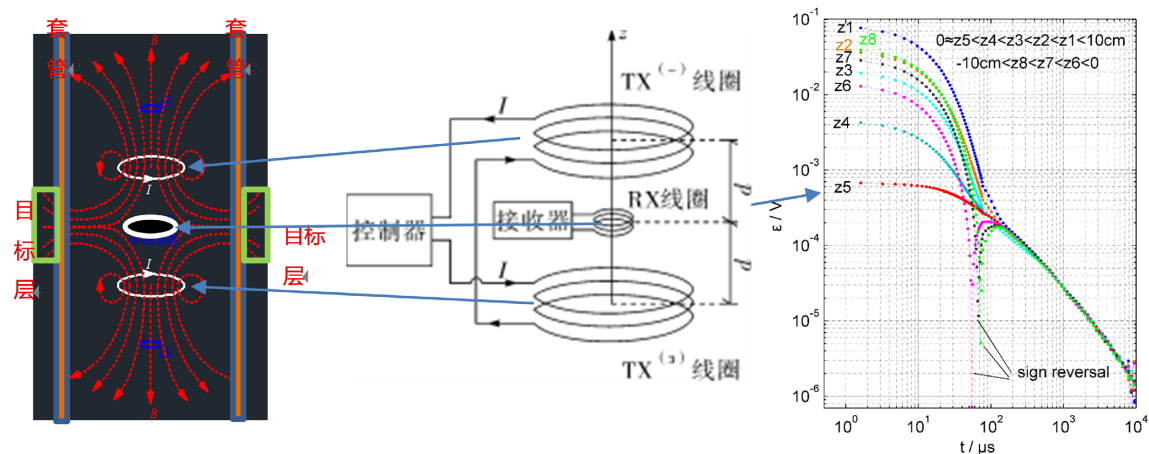 套
管
套
管
B
I
目
标
层
I
目标
层
B
z
TX(-)线圈
I
控制器
接收器
RX线圈
d
d
I
TX(3)线圈
ε / V
10⁻¹
10⁻²
10⁻³
10⁻⁴
10⁻⁵
10⁻⁶
z1
z2
z8
z7
z3
z6
z4
z5
0≈z5<z4<z3<z2<z1<10cm
-10cm<z8<z7<z6<0
sign reversal
10⁰
10¹
10²
10³
10⁴
t / μs